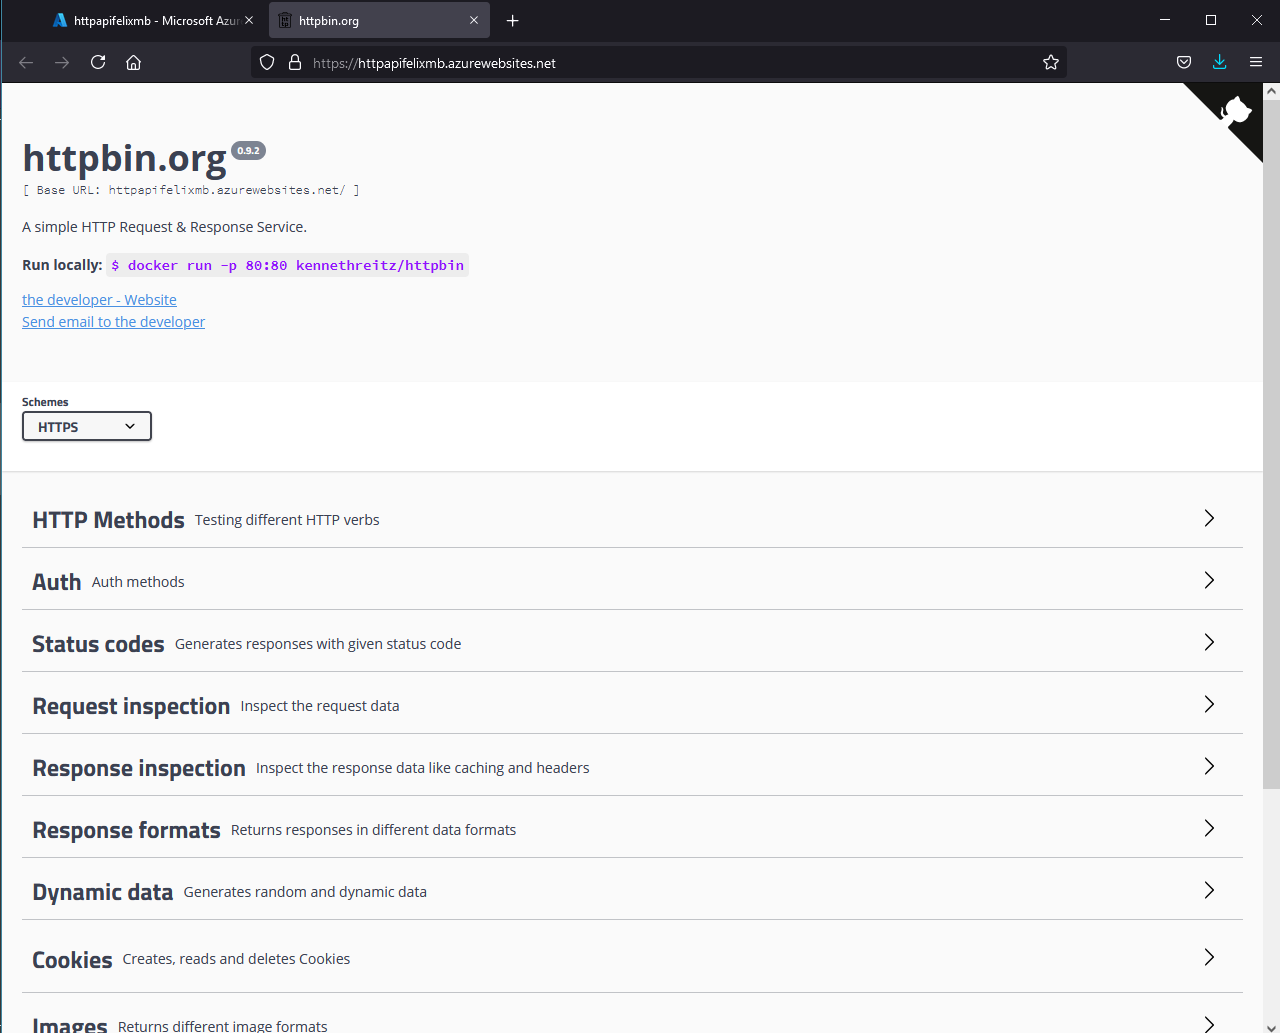 httpapifelixmb - Microsoft Azur
httpbin.org
https://httpapifelixmb.azurewebsites.net
httpbin.org 0.9.2
[ Base URL: httpapifelixmb.azurewebsites.net/ ]
A simple HTTP Request & Response Service.
Run locally: $ docker run -p 80:80 kennethreitz/httpbin
the developer - Website
Send email to the developer
Schemes
HTTPS
HTTP Methods Testing different HTTP verbs
Auth Auth methods
Status codes Generates responses with given status code
Request inspection Inspect the request data
Response inspection Inspect the response data like caching and headers
Response formats Returns responses in different data formats
Dynamic data Generates random and dynamic data
Cookies Creates, reads and deletes Cookies
Images Returns different image formats